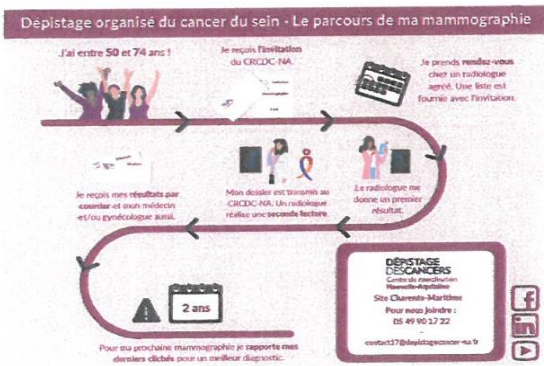 Dépistage organisé du cancer du sein - Le parcours de ma mammographie
J'ai entre 50 et 74 ans !
Je reçois l'invitation
du CRCDC-NA.
Je prends rendez-vous
chez un radiologue
agréé. Une liste est
fournie avec l'invitation.
Le radiologue me
donne un premier
résultat.
Mon dossier est transmis au
CRCDC-NA. Un radiologue
réalise une seconde lecture.
Je reçois mes résultats par
courrier et mon médecin
et/ou gynécologue aussi.
2 ans
Pour ma prochaine mammographie je rapporte mes
derniers clichés pour un meilleur diagnostic.
DÉPISTAGE
DES CANCERS
Centre de coordination
Nouvelle-Aquitaine
Site Charente-Maritime
Pour nous joindre :
05 49 90 17 22
-
contact17@depistagecancer-na.fr
f
in